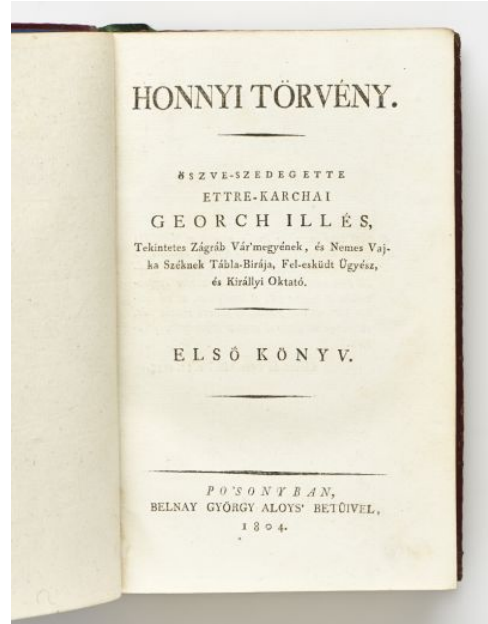 HONNYI TÖRVÉNY.
ÖSZVE-SZEDEGETTE
ETTRE-KARCHAI
GEORCH ILLÉS,
Tekintetes Zágráb Vár'megyének, és Nemes Vaj-
ka Széknek Tábla-Birája, Fel-esküdt Ügyész,
és Királlyi Oktató.
ELSŐ KÖNYV.
PO'SONYBAN,
BELNAY GYÖRGY ALOYS' BETŰIVEL,
1804.